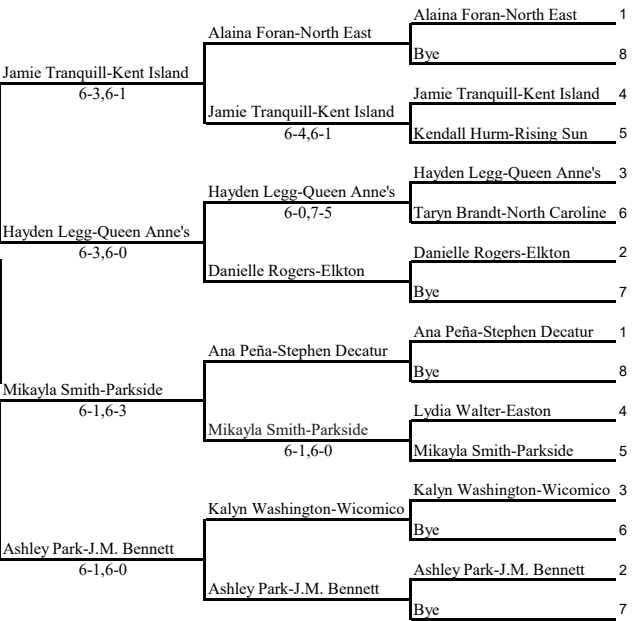 Alaina Foran-North East 1
Alaina Foran-North East
Bye 8
Jamie Tranquill-Kent Island
6-3,6-1
Jamie Tranquill-Kent Island 4
Jamie Tranquill-Kent Island
6-4,6-1
Kendall Hurm-Rising Sun 5
Hayden Legg-Queen Anne's 3
Hayden Legg-Queen Anne's
6-0,7-5
Taryn Brandt-North Caroline 6
Hayden Legg-Queen Anne's
6-3,6-0
Danielle Rogers-Elkton 2
Danielle Rogers-Elkton
Bye 7
Ana Peña-Stephen Decatur 1
Ana Peña-Stephen Decatur
Bye 8
Mikayla Smith-Parkside
6-1,6-3
Lydia Walter-Easton 4
Mikayla Smith-Parkside
6-1,6-0
Mikayla Smith-Parkside 5
Kalyn Washington-Wicomico 3
Kalyn Washington-Wicomico
Bye 6
Ashley Park-J.M. Bennett
6-1,6-0
Ashley Park-J.M. Bennett 2
Ashley Park-J.M. Bennett
Bye 7